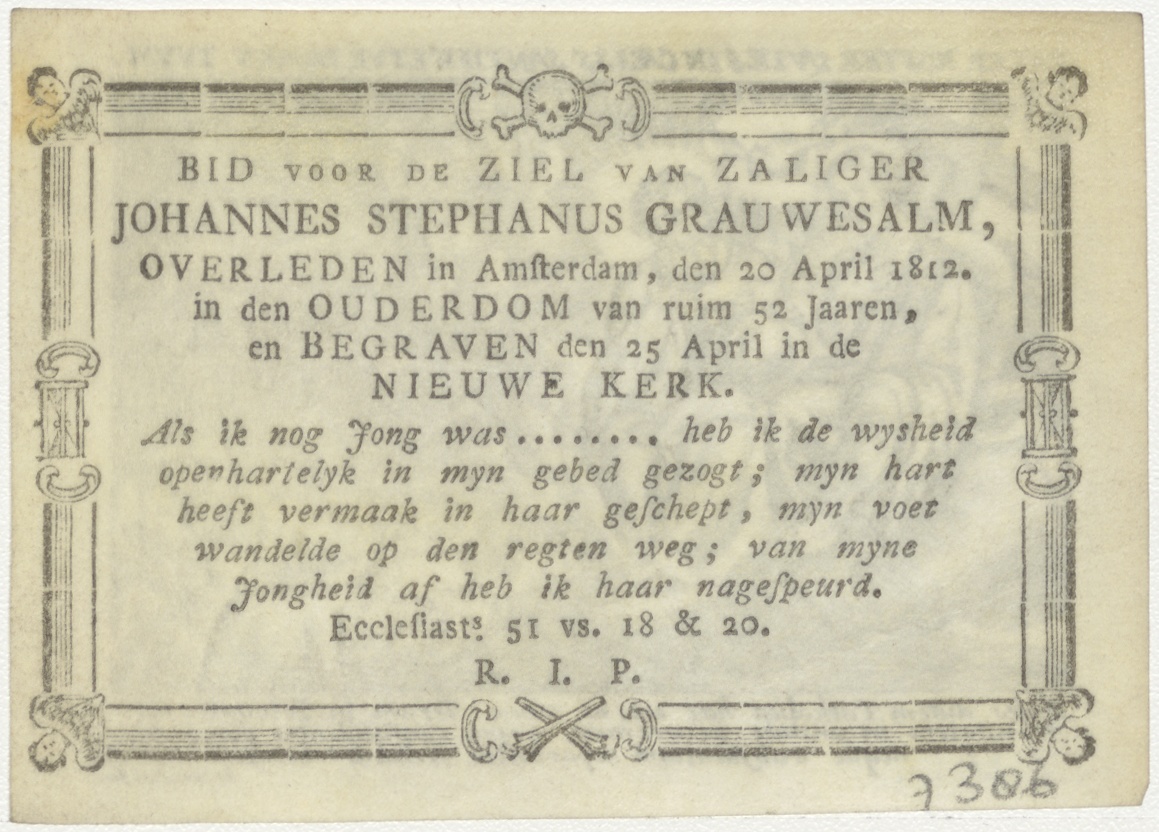 BID VOOR DE ZIEL VAN ZALIGER
JOHANNES STEPHANUS GRAUWESALM,
OVERLEDEN in Amſterdam, den 20 April 1812.
in den OUDERDOM van ruim 52 Jaaren,
en BEGRAVEN den 25 April in de
NIEUWE KERK.
Als ik nog Jong was........ heb ik de wysheid
openhartelyk in myn gebed gezogt; myn hart
heeft vermaak in haar geſchept, myn voet
wandelde op den regten weg; van myne
Jongheid af heb ik haar nageſpeurd.
Eccleſiastˢ. 51 vs. 18 & 20.
R. I. P.
7386